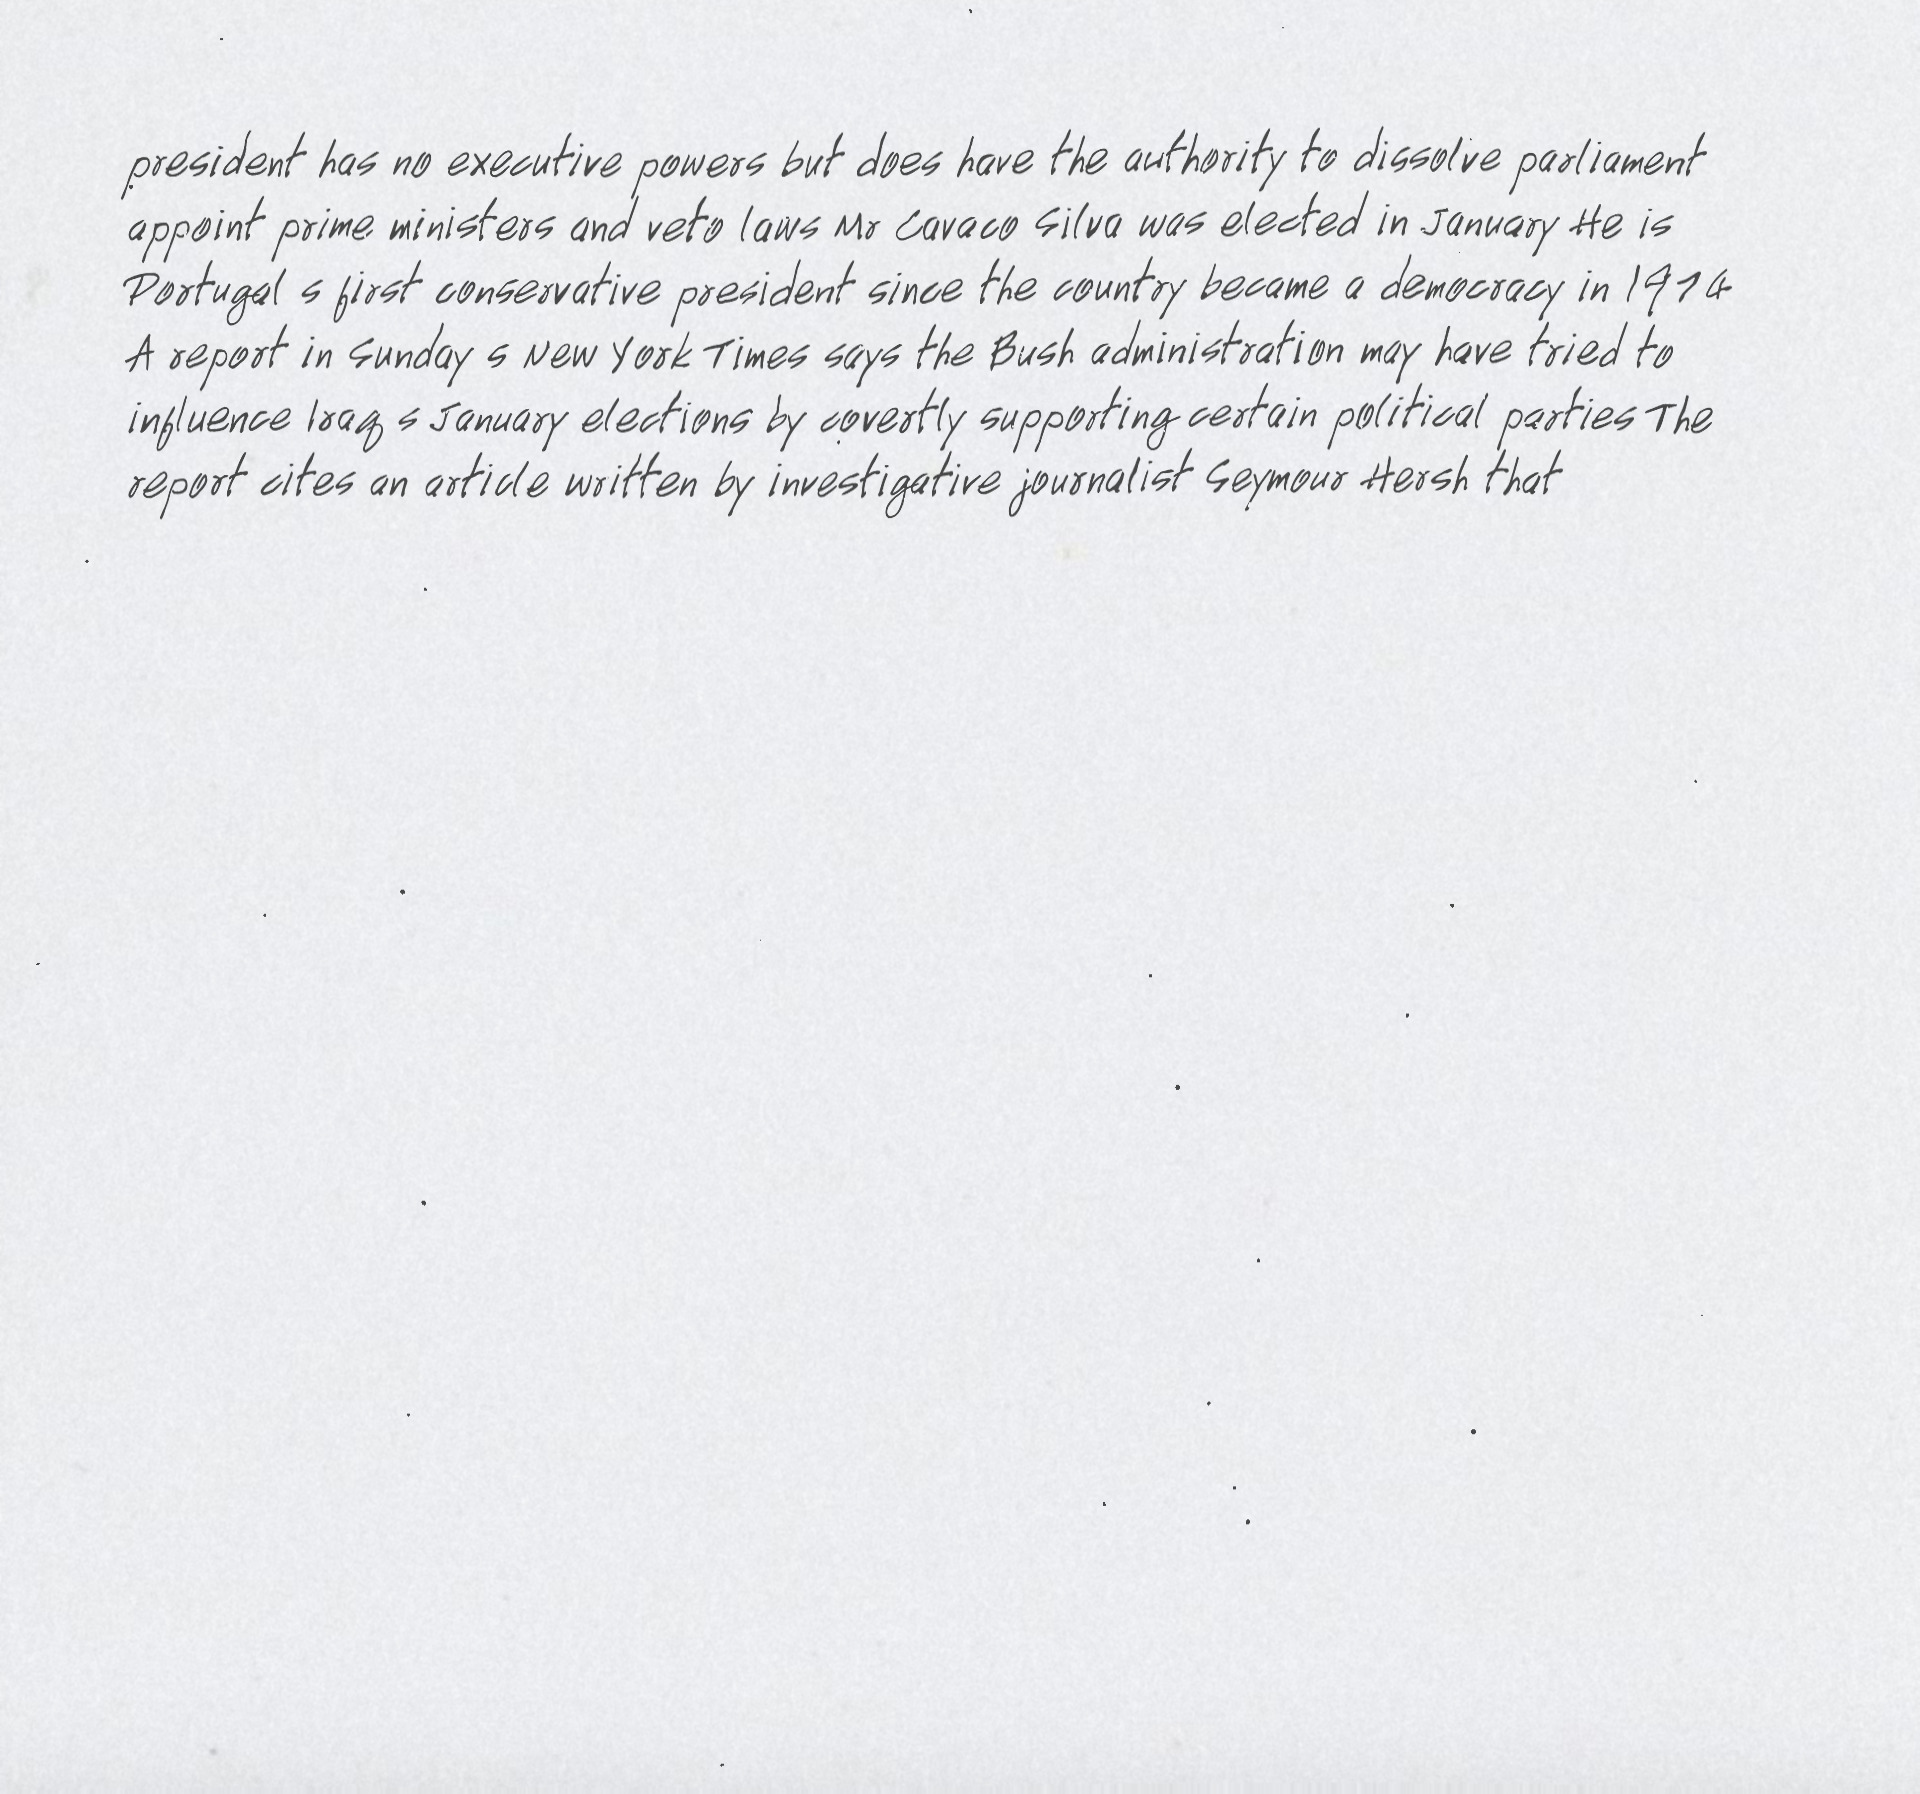 president has no executive powers but does have the authority to dissolve parliament
appoint prime ministers and veto laws Mr Cavaco Silva was elected in January He is
Portugal s first conservative president since the country became a democracy in 1974
A report in Sunday s New York Times says the Bush administration may have tried to
influence Iraq s January elections by covertly supporting certain political parties The
report cites an article written by investigative journalist Seymour Hersh that